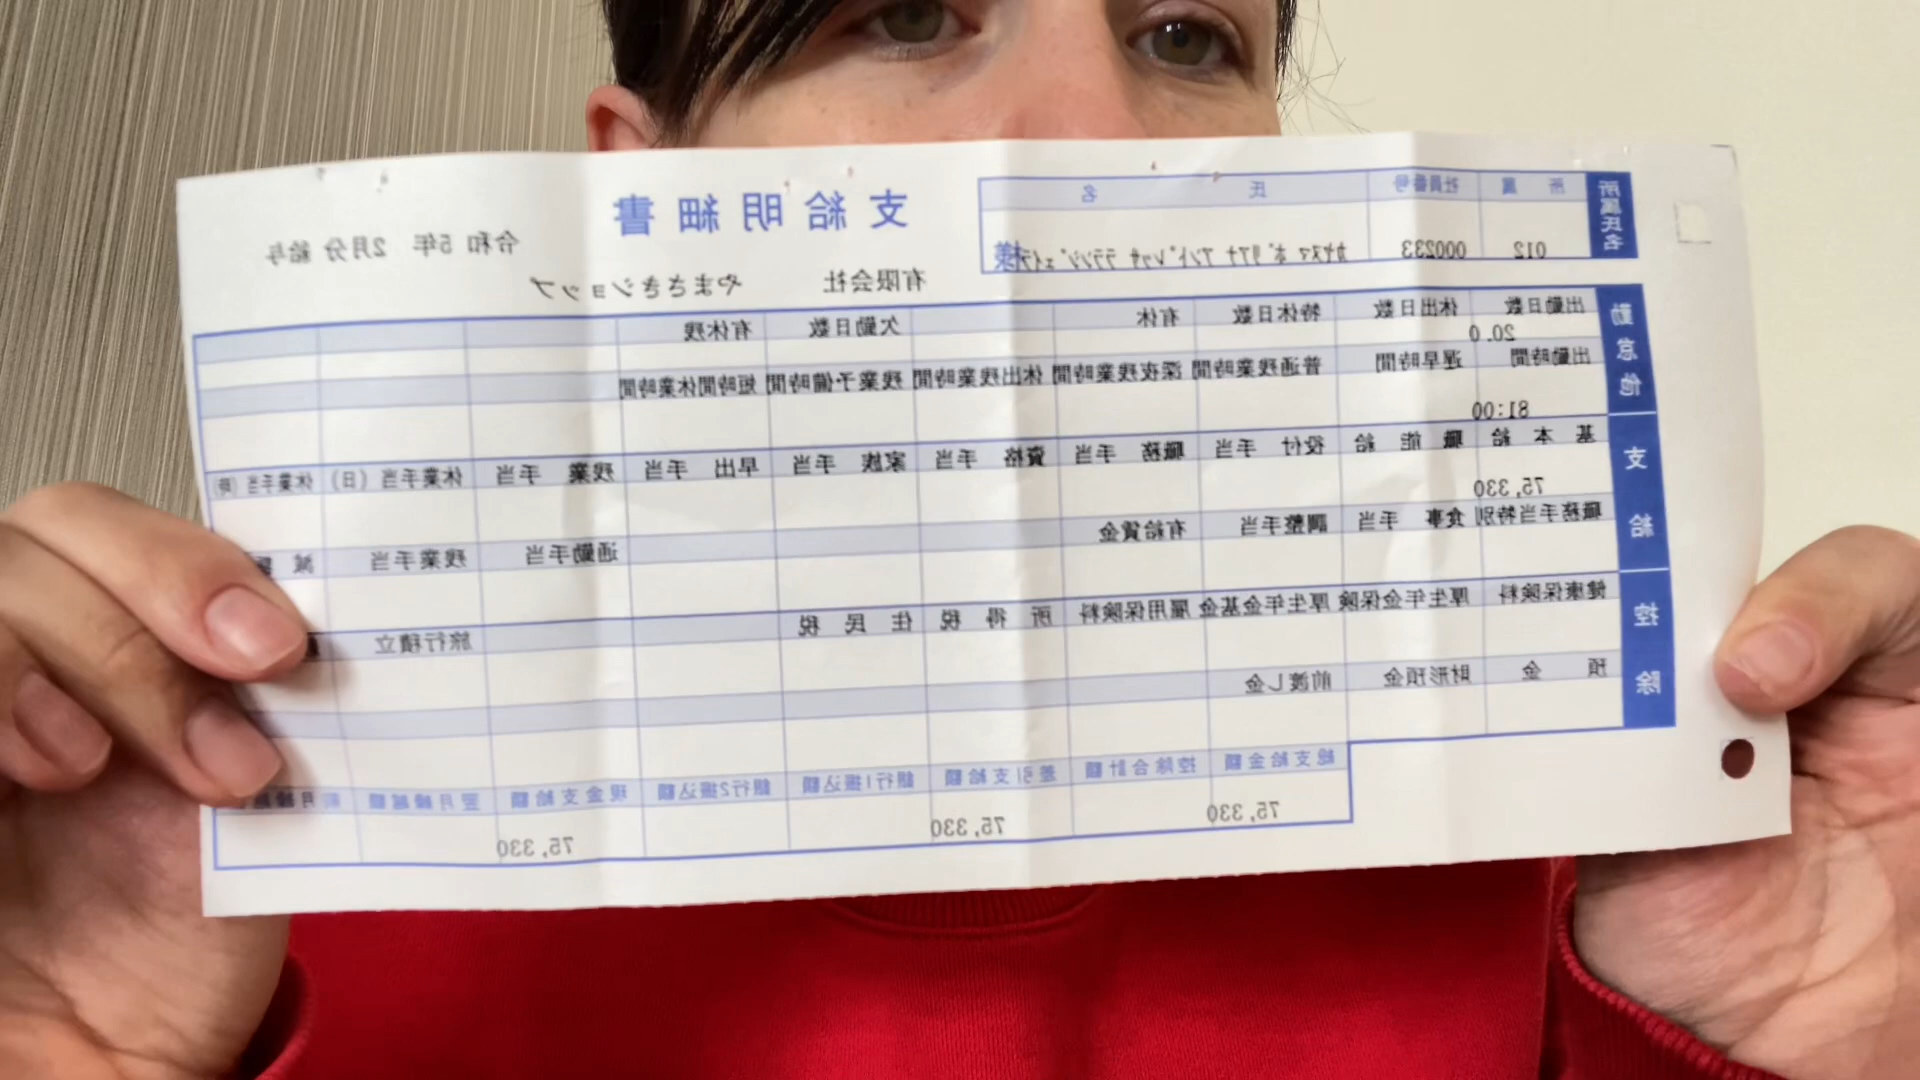 支給明細書
令和 5年 2月分 給与
有限会社 やまさきショップ
所属氏名
所 属 社員番号 氏 名
012 000233 様
勤怠他
出勤日数 休出日数 特休日数 有休 欠勤日数 有休残
20.0
出勤時間 遅早時間 普通残業時間 深夜残業時間 休出残業時間 残業予備時間 短時間休業時間
81:00
支給
基 本 給 職 能 給 役付 手当 職務 手当 資格 手当 家族 手当 早出 手当 残業 手当 休業手当 (日) 休業手当 (時)
75,330
職務手当特別 食事 手当 調整手当 有給賃金 通勤手当 残業手当 減
控除
健康保険料 厚生年金保険 厚生年金基金 雇用保険料 所 得 税 住 民 税 旅行積立
預 金 財形預金 前渡し金
総支給金額 控除合計額 差引支給額 銀行1振込額 銀行2振込額 現金支給額 翌月繰越額
75,330 75,330 75,330